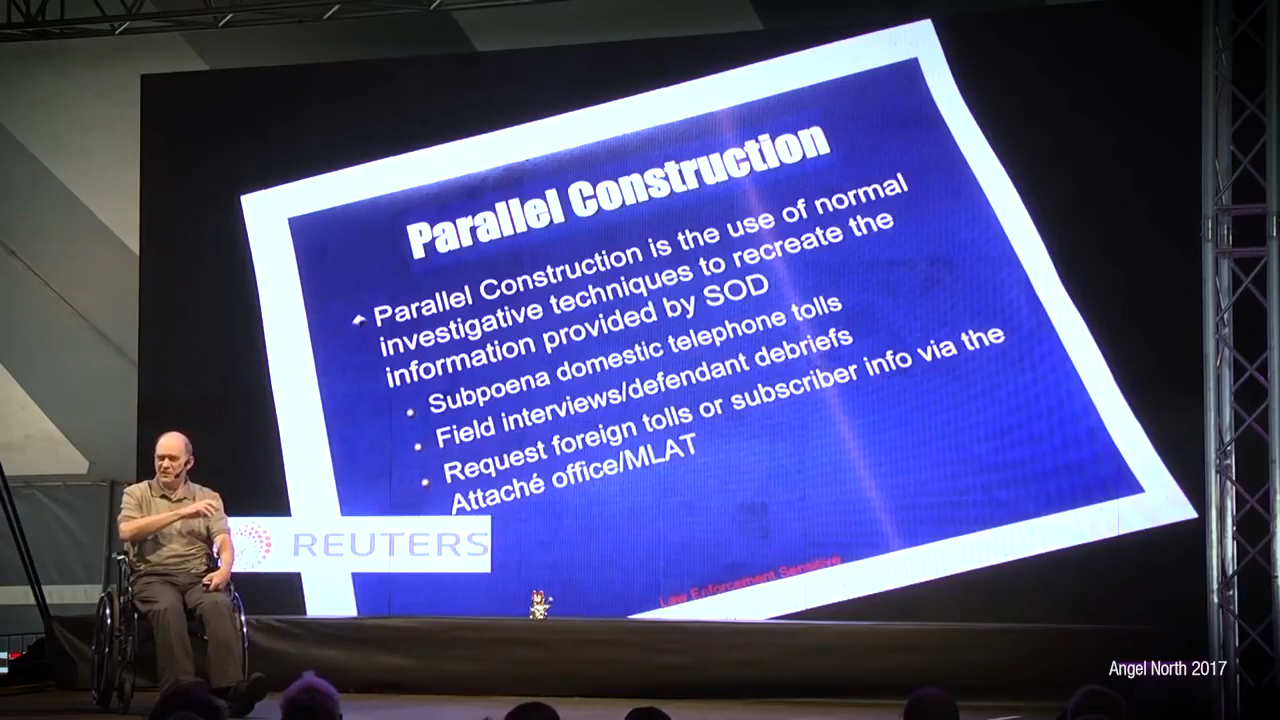 Parallel Construction
Parallel Construction is the use of normal
investigative techniques to recreate the
information provided by SOD
Subpoena domestic telephone tolls
Field interviews/defendant debriefs
Request foreign tolls or subscriber info via the
Attaché office/MLAT
REUTERS
Law Enforcement Sensitive
Angel North 2017